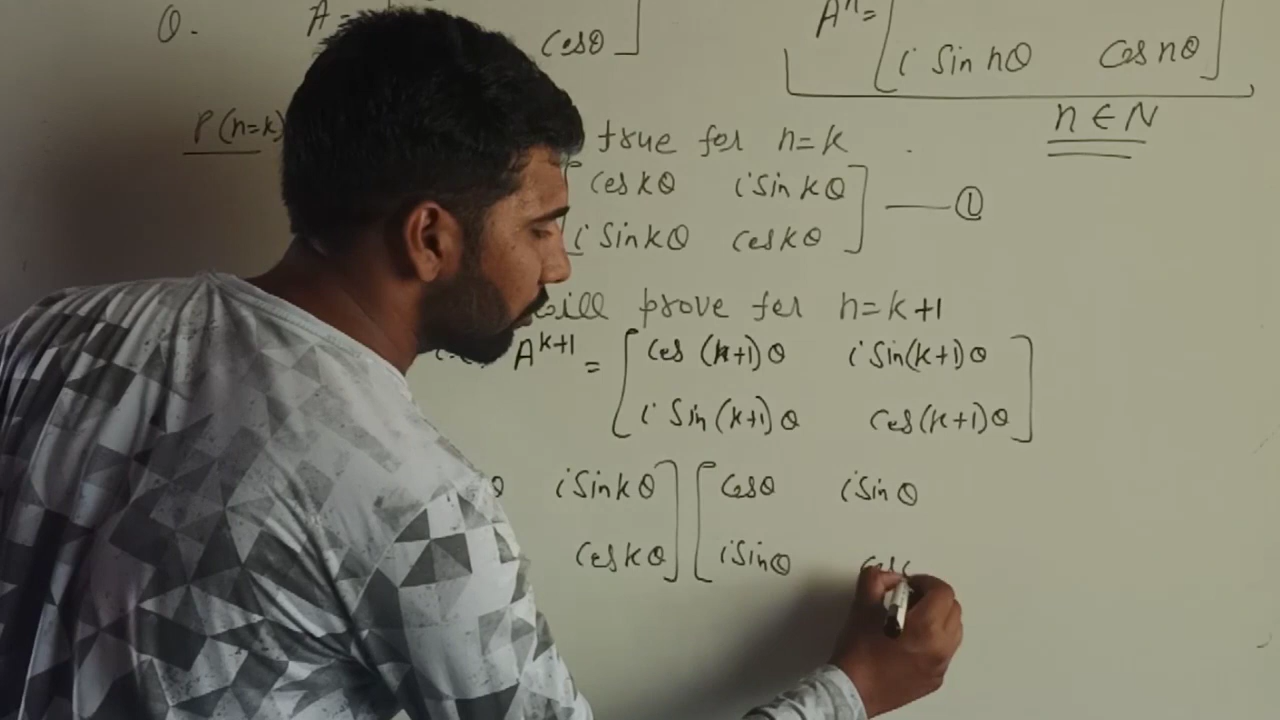 Q. A = cosθ ] Aⁿ = [
i sin nθ cos nθ ]
n ∈ N
P(n=k) true for n=k
cos kθ i sin kθ ] —— ①
i sin kθ cos kθ
will prove for n=k+1
A^{k+1} = [ cos (k+1)θ i sin(k+1)θ ]
i sin(k+1)θ cos(k+1)θ
θ i sin kθ ] [ cosθ i sinθ
cos kθ i sinθ cos